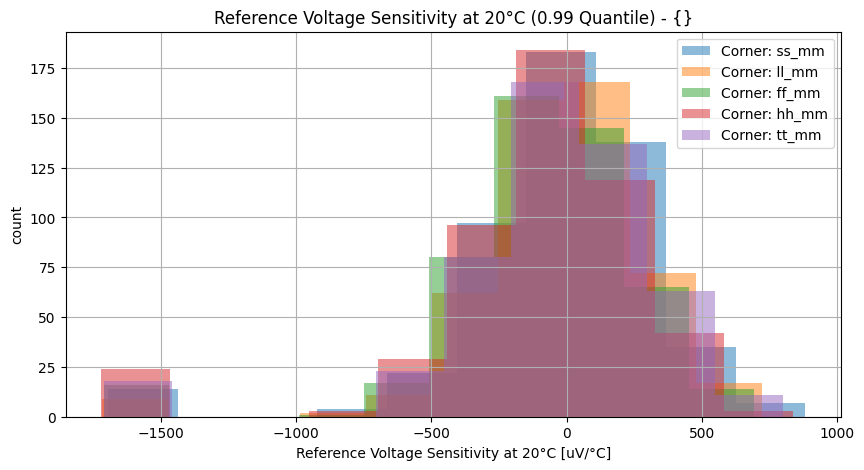 Reference Voltage Sensitivity at 20°C (0.99 Quantile) - {}
Corner: ss_mm
Corner: ll_mm
Corner: ff_mm
Corner: hh_mm
Corner: tt_mm
175
150
125
100
75
50
25
0
count
−1500
−1000
−500
0
500
1000
Reference Voltage Sensitivity at 20°C [uV/°C]